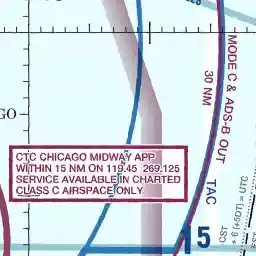 MODE C & ADS-B OUT
30 NM
GO
CTC CHICAGO MIDWAY APP
WITHIN 15 NM ON 119.45 269.125
SERVICE AVAILABLE IN CHARTED
CLASS C AIRSPACE ONLY
TAC
15